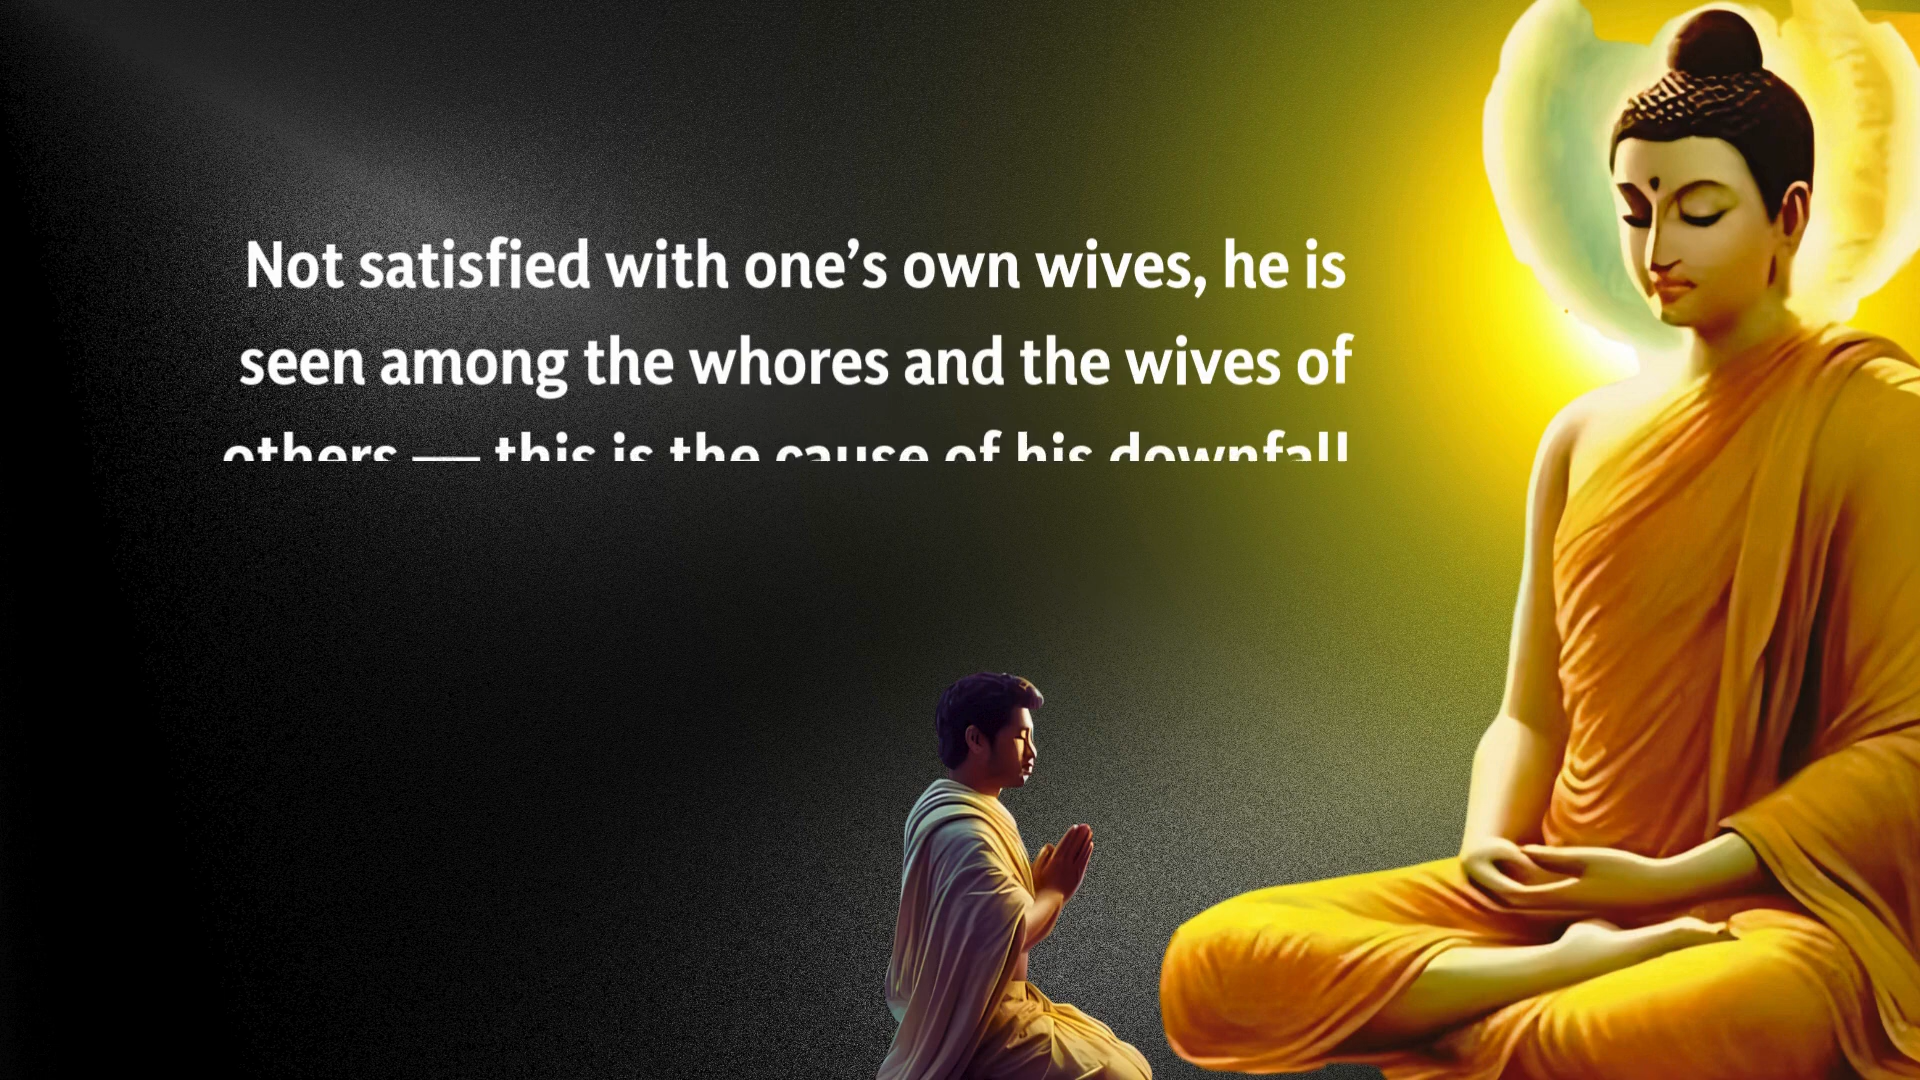 Not satisfied with one’s own wives, he is
seen among the whores and the wives of
others — this is the cause of his downfall